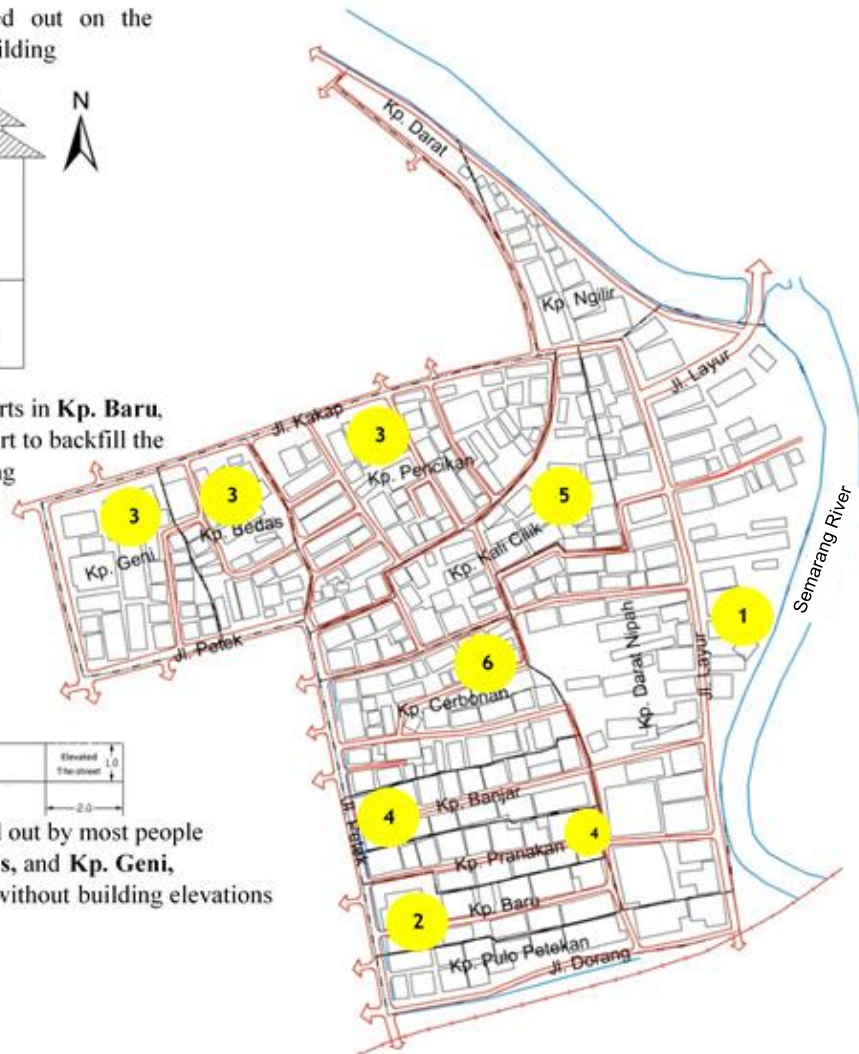 ed out on the
ilding
N
Kp. Darat
Kp. Ngilir
Jl. Layur
rts in Kp. Baru,
rt to backfill the
ng
Jl. Kakap
3
Kp. Pencikan
3
Kp. Bedas
3
Kp. Geni
5
Kp. Kali Cilik
Semarang River
1
Jl. Petek
6
Kp. Cerbonan
Kp. Darat Nipah
Jl. Layur
Elevated
The street
1.0
2.0
l out by most people
s, and Kp. Geni,
without building elevations
Kp. Banjar
4
Jl. Petek
4
Kp. Pranakan
Kp. Baru
2
Kp. Pulo Petekan
Jl. Dorang